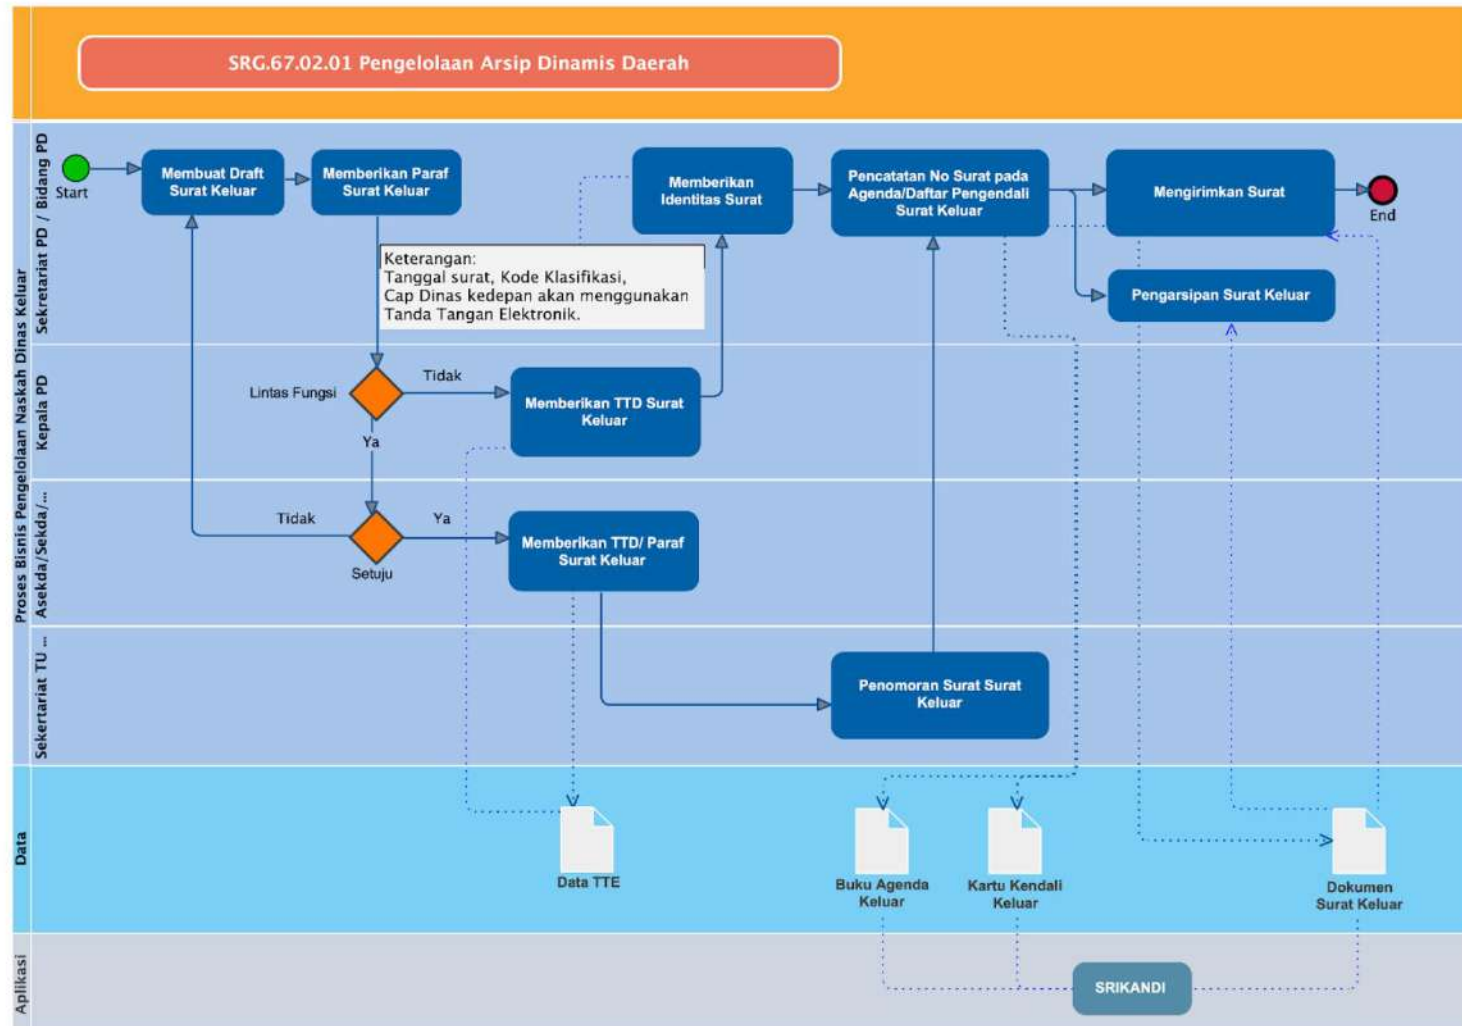 SRG.67.02.01 Pengelolaan Arsip Dinamis Daerah
Proses Bisnis Pengelolaan Naskah Dinas Keluar
Sekretariat PD / Bidang PD
Start
Membuat Draft
Surat Keluar
Memberikan Paraf
Surat Keluar
Memberikan
Identitas Surat
Pencatatan No Surat pada
Agenda/Daftar Pengendali
Surat Keluar
Mengirimkan Surat
End
Keterangan:
Tanggal surat, Kode Klasifikasi,
Cap Dinas kedepan akan menggunakan
Tanda Tangan Elektronik.
Pengarsipan Surat Keluar
Kepala PD
Lintas Fungsi
Tidak
Memberikan TTD Surat
Keluar
Ya
Asekda/Sekda/...
Tidak
Ya
Setuju
Memberikan TTD/ Paraf
Surat Keluar
Sekertariat TU ...
Penomoran Surat Surat
Keluar
Data
Data TTE
Buku Agenda
Keluar
Kartu Kendali
Keluar
Dokumen
Surat Keluar
Aplikasi
SRIKANDI